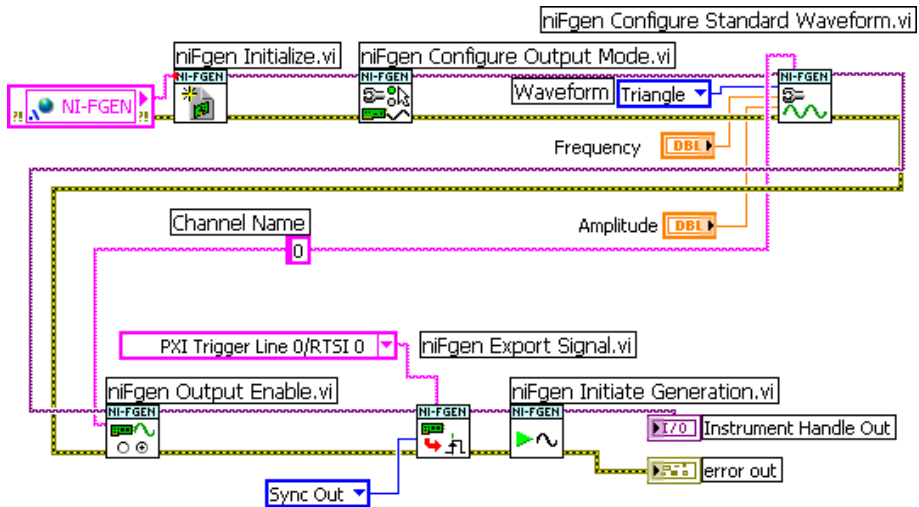 niFgen Configure Standard Waveform.vi
niFgen Initialize.vi
niFgen Configure Output Mode.vi
NI-FGEN
NI-FGEN
NI-FGEN
Waveform
Triangle
?!
NI-FGEN
?!
Frequency
DBL
Channel Name
Amplitude
DBL
0
PXI Trigger Line 0/RTSI 0
niFgen Export Signal.vi
niFgen Output Enable.vi
niFgen Initiate Generation.vi
NI-FGEN
NI-FGEN
NI-FGEN
I/O
Instrument Handle Out
error out
Sync Out